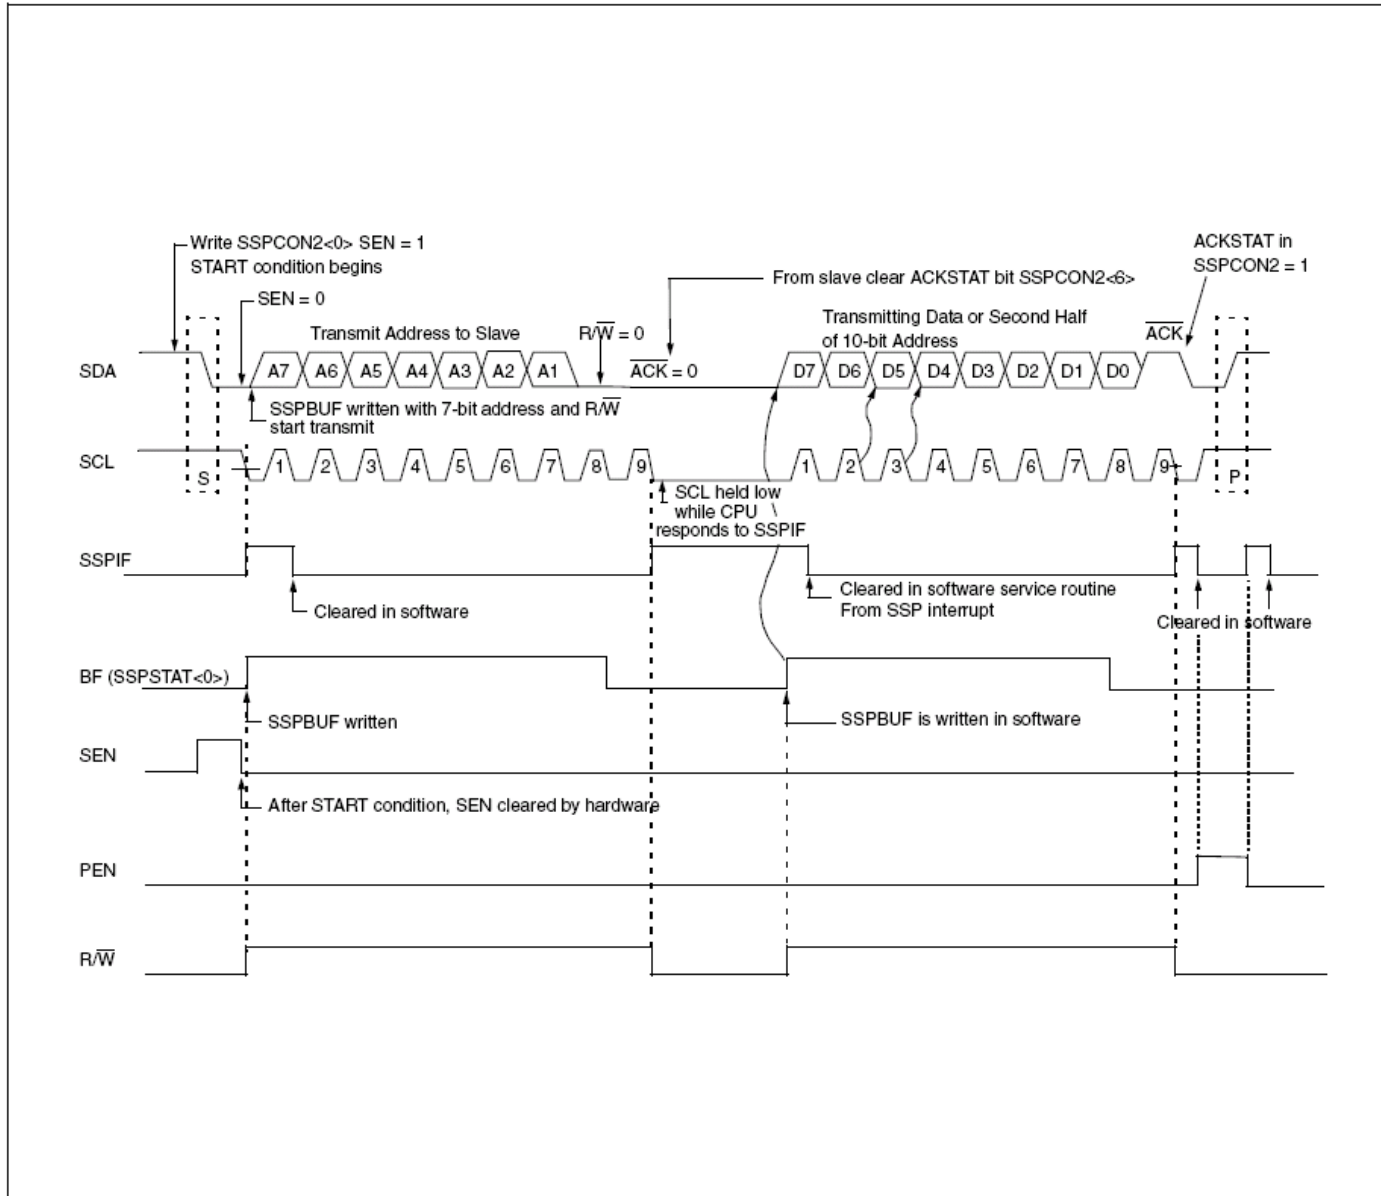 Write SSPCON2<0> SEN = 1
START condition begins
ACKSTAT in
SSPCON2 = 1
From slave clear ACKSTAT bit SSPCON2<6>
SEN = 0
Transmit Address to Slave
R/W̅ = 0
Transmitting Data or Second Half
of 10-bit Address
A̅C̅K̅
SDA
A7 A6 A5 A4 A3 A2 A1
A̅C̅K̅ = 0
D7 D6 D5 D4 D3 D2 D1 D0
SSPBUF written with 7-bit address and R/W̅
start transmit
SCL
S
1 2 3 4 5 6 7 8 9
1 2 3 4 5 6 7 8 9
P
SCL held low
while CPU
responds to SSPIF
SSPIF
Cleared in software
Cleared in software service routine
From SSP interrupt
Cleared in software
BF (SSPSTAT<0>)
SSPBUF written
SSPBUF is written in software
SEN
After START condition, SEN cleared by hardware
PEN
R/W̅